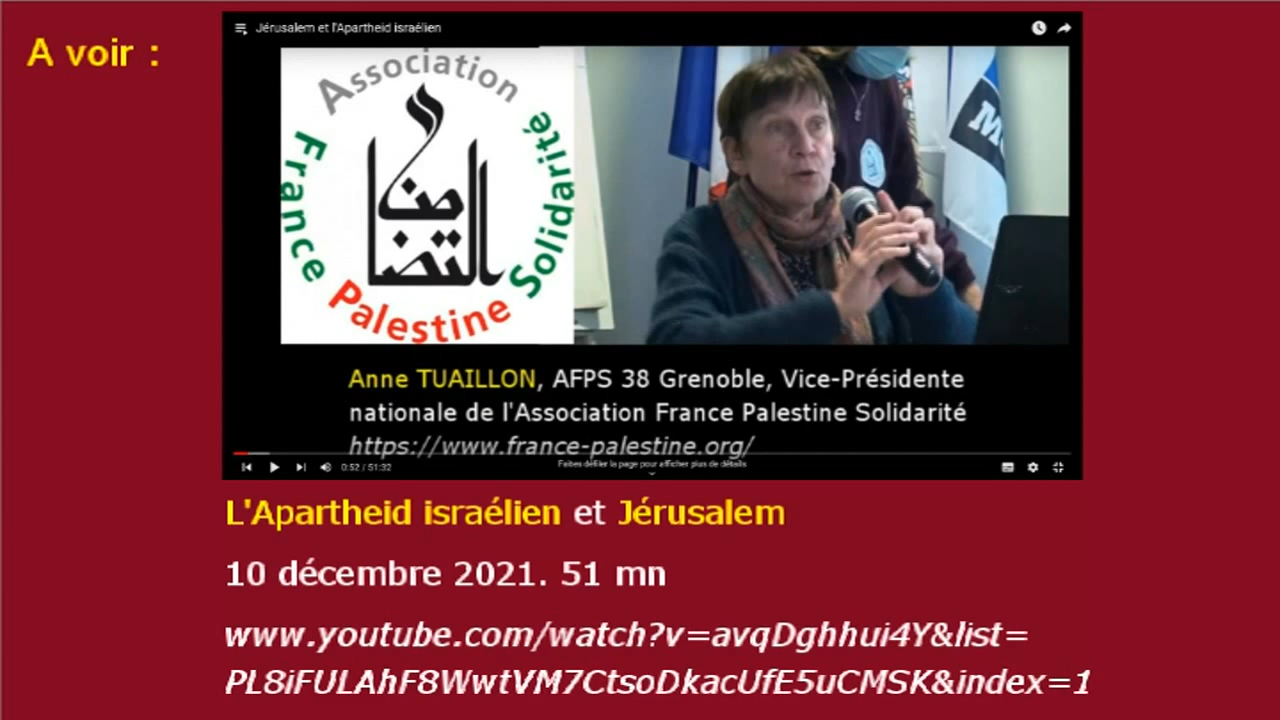 A voir :
Jérusalem et l'Apartheid israélien
Association
France
Palestine
Solidarité
من
التضا
M
Anne TUAILLON, AFPS 38 Grenoble, Vice-Présidente
nationale de l'Association France Palestine Solidarité
https://www.france-palestine.org/
0:52 / 51:32
Faites défiler la page pour afficher plus de détails
L'Apartheid israélien et Jérusalem
10 décembre 2021. 51 mn
www.youtube.com/watch?v=avqDghhui4Y&list=
PL8iFULAhF8WwtVM7CtsoDkacUfE5uCMSK&index=1